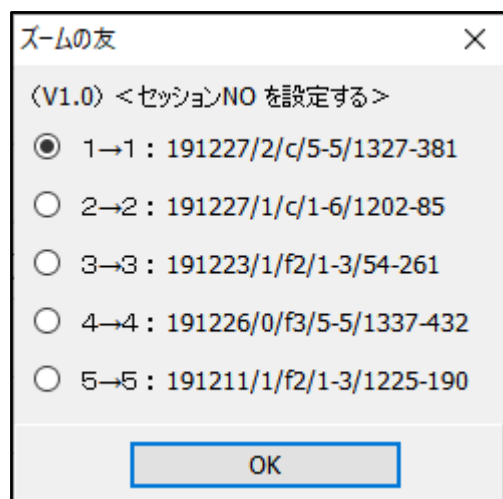 ズームの友
（V1.0）＜セッションNO を設定する＞
1→1：191227/2/c/5-5/1327-381
2→2：191227/1/c/1-6/1202-85
3→3：191223/1/f2/1-3/54-261
4→4：191226/0/f3/5-5/1337-432
5→5：191211/1/f2/1-3/1225-190
OK